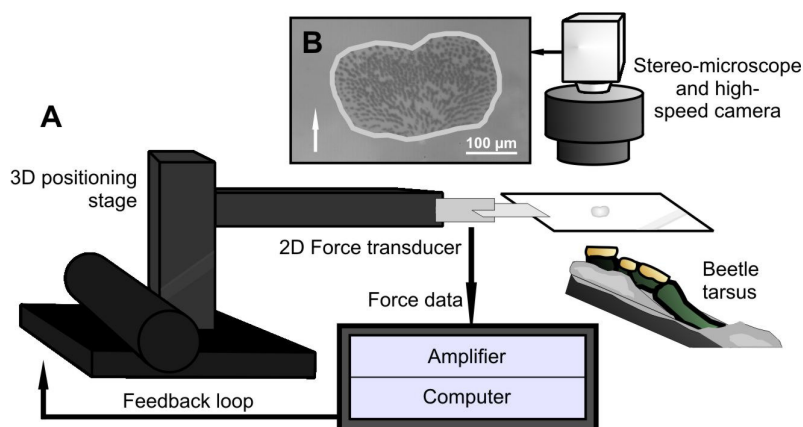 B
100 µm
Stereo-microscope
and high-
speed camera
A
3D positioning
stage
2D Force transducer
Force data
Beetle
tarsus
Amplifier
Computer
Feedback loop